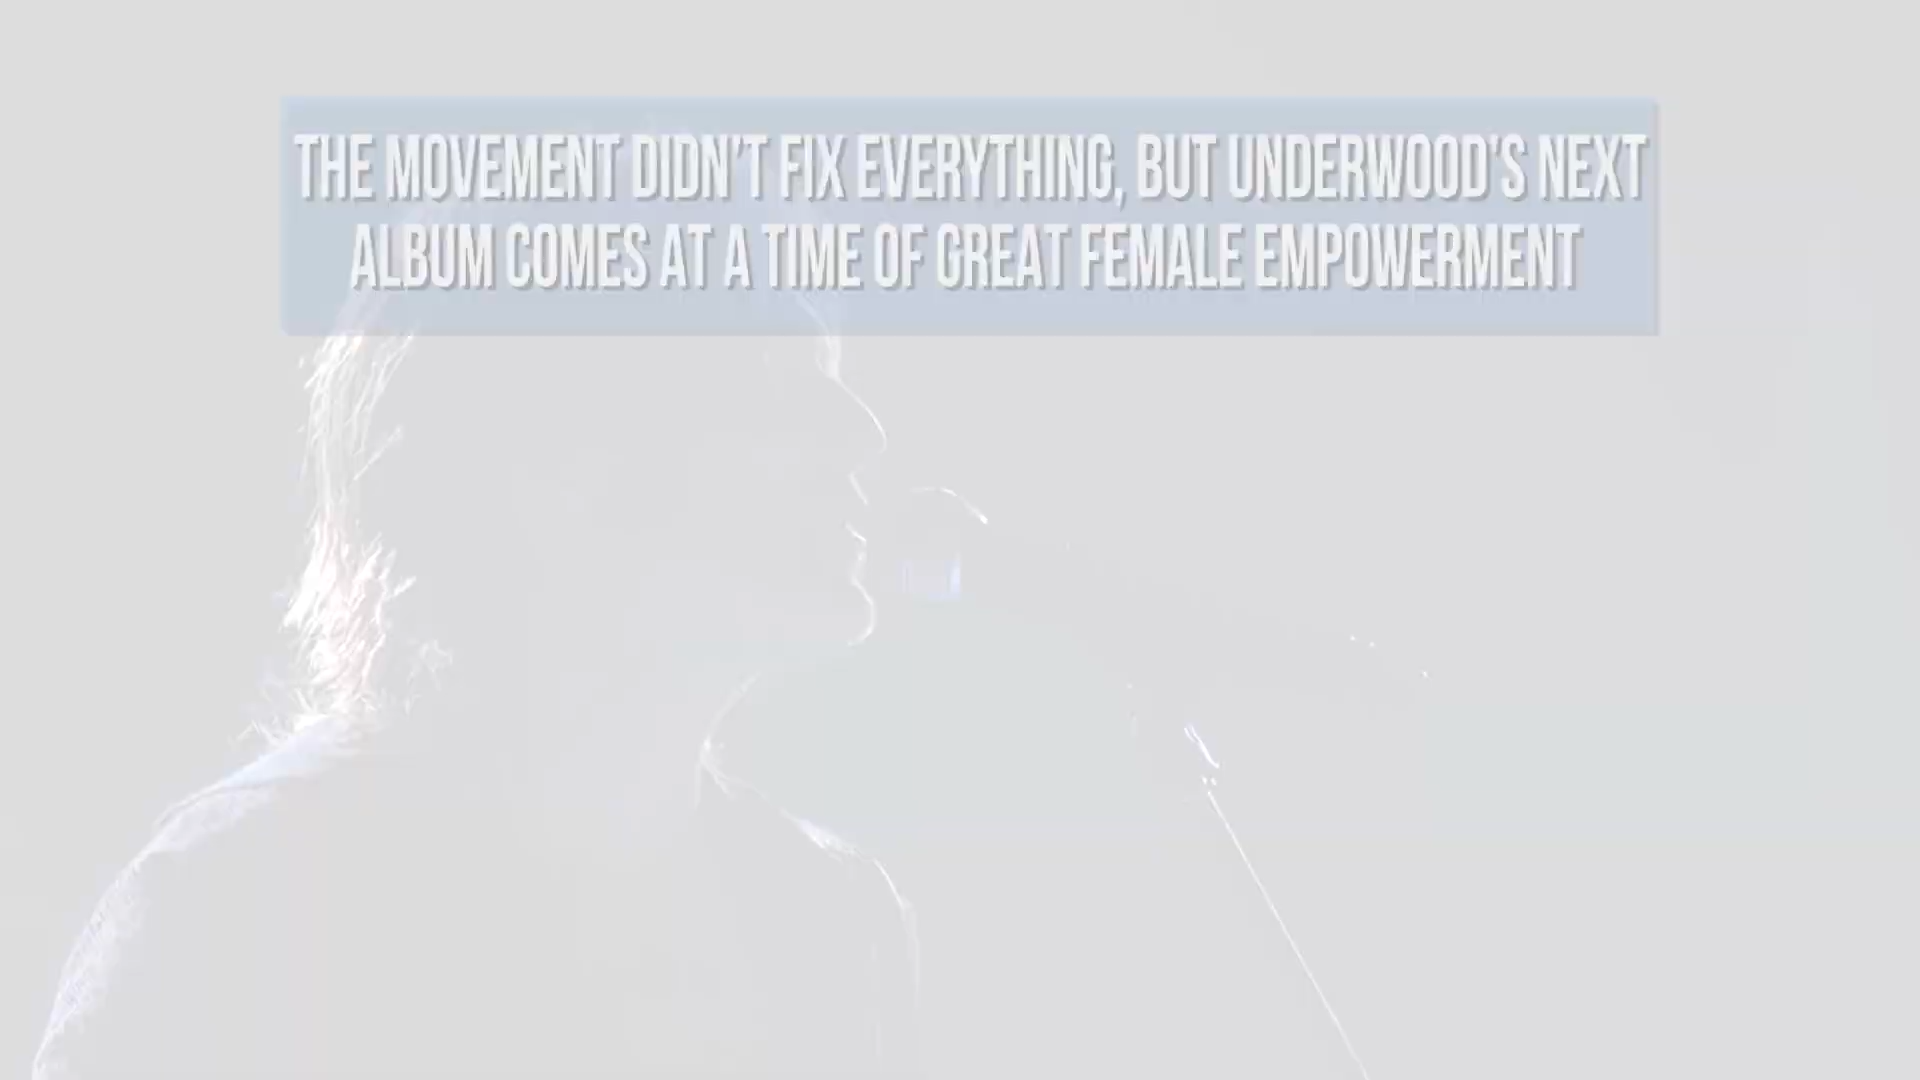 THE MOVEMENT DIDN'T FIX EVERYTHING, BUT UNDERWOOD'S NEXT
ALBUM COMES AT A TIME OF GREAT FEMALE EMPOWERMENT